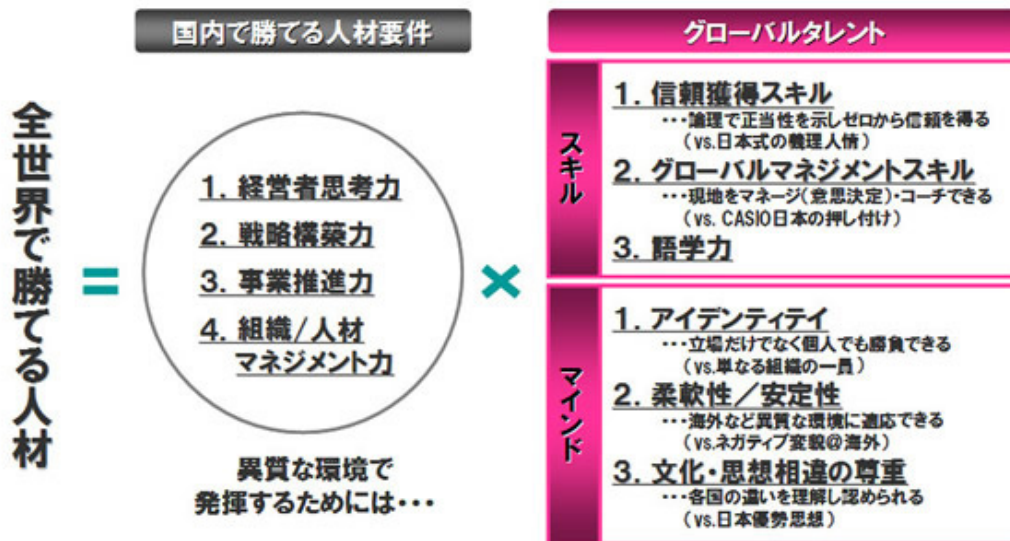 全世界で勝てる人材
=
国内で勝てる人材要件
1. 経営者思考力
2. 戦略構築力
3. 事業推進力
4. 組織/人材
マネジメント力
異質な環境で
発揮するためには・・・
×
グローバルタレント
スキル
1. 信頼獲得スキル
・・・論理で正当性を示しゼロから信頼を得る
(vs.日本式の義理人情)
2. グローバルマネジメントスキル
・・・現地をマネージ(意思決定)・コーチできる
(vs. CASIO日本の押し付け)
3. 語学力
マインド
1. アイデンティテイ
・・・立場だけでなく個人でも勝負できる
(vs.単なる組織の一員)
2. 柔軟性/安定性
・・・海外など異質な環境に適応できる
(vs.ネガティブ変貌@海外)
3. 文化・思想相違の尊重
・・・各国の違いを理解し認められる
(vs.日本優勢思想)